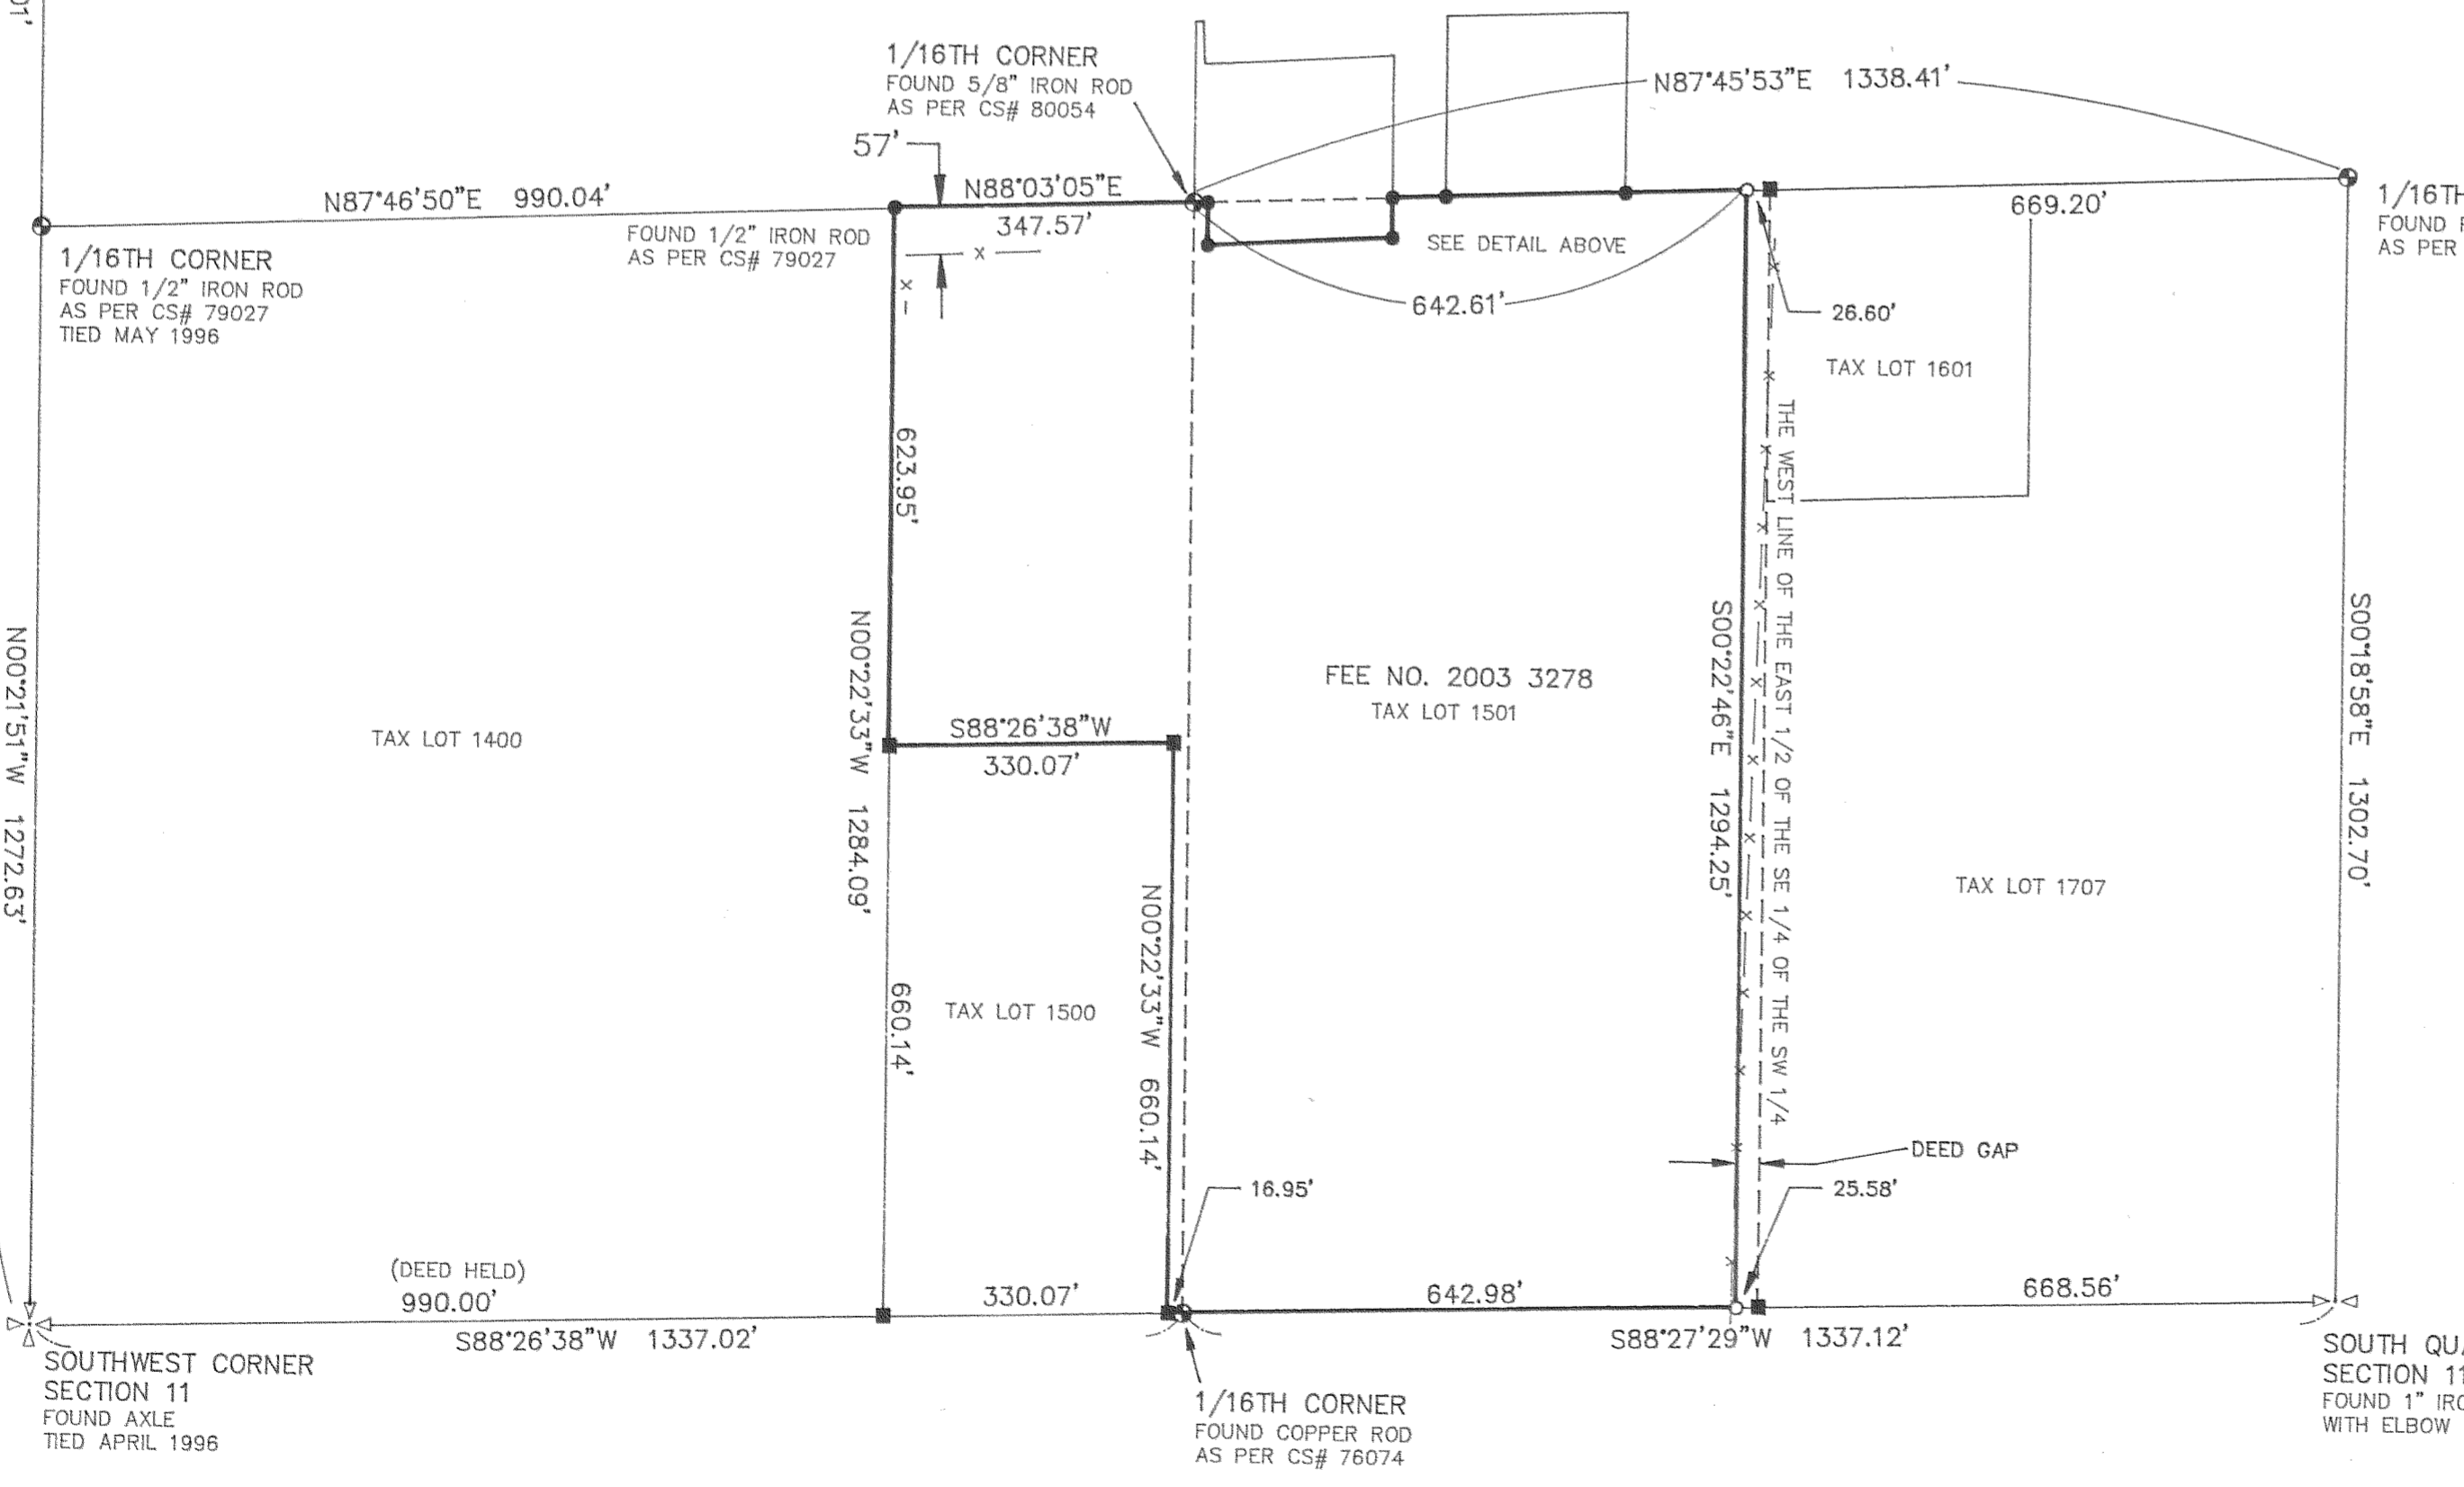 1/16TH CORNER
FOUND 5/8" IRON ROD
AS PER CS# 80054
N87°45'53"E 1338.41'
57'
N87°46'50"E 990.04'
N88°03'05"E
347.57'
669.20'
1/16TH
FOUND
AS PER
FOUND 1/2" IRON ROD
AS PER CS# 79027
SEE DETAIL ABOVE
1/16TH CORNER
FOUND 1/2" IRON ROD
AS PER CS# 79027
TIED MAY 1996
642.61'
26.60'
TAX LOT 1601
623.95'
THE WEST LINE OF THE EAST 1/2 OF THE SE 1/4 OF THE SW 1/4
N00°21'51"W 1272.63'
TAX LOT 1400
N00°22'33"W 1284.09'
S88°26'38"W
330.07'
FEE NO. 2003 3278
TAX LOT 1501
S00°22'46"E 1294.25'
S00°18'58"E 1302.70'
TAX LOT 1707
660.14'
TAX LOT 1500
N00°22'33"W 660.14'
DEED GAP
16.95'
25.58'
(DEED HELD)
990.00'
330.07'
642.98'
668.56'
S88°26'38"W 1337.02'
S88°27'29"W 1337.12'
SOUTHWEST CORNER
SECTION 11
FOUND AXLE
TIED APRIL 1996
1/16TH CORNER
FOUND COPPER ROD
AS PER CS# 76074
SOUTH
SECTION 11
FOUND 1"
WITH ELBOW